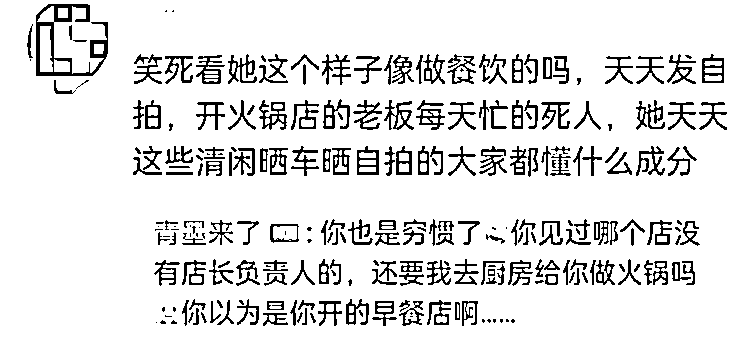 笑死看她这个样子像做餐饮的吗，天天发自
拍，开火锅店的老板每天忙的死人，她天天
这些清闲晒车晒自拍的大家都懂什么成分
青墨来了：你也是穷惯了 你见过哪个店没
有店长负责人的，还要我去厨房给你做火锅吗
你以为是你开的早餐店啊……